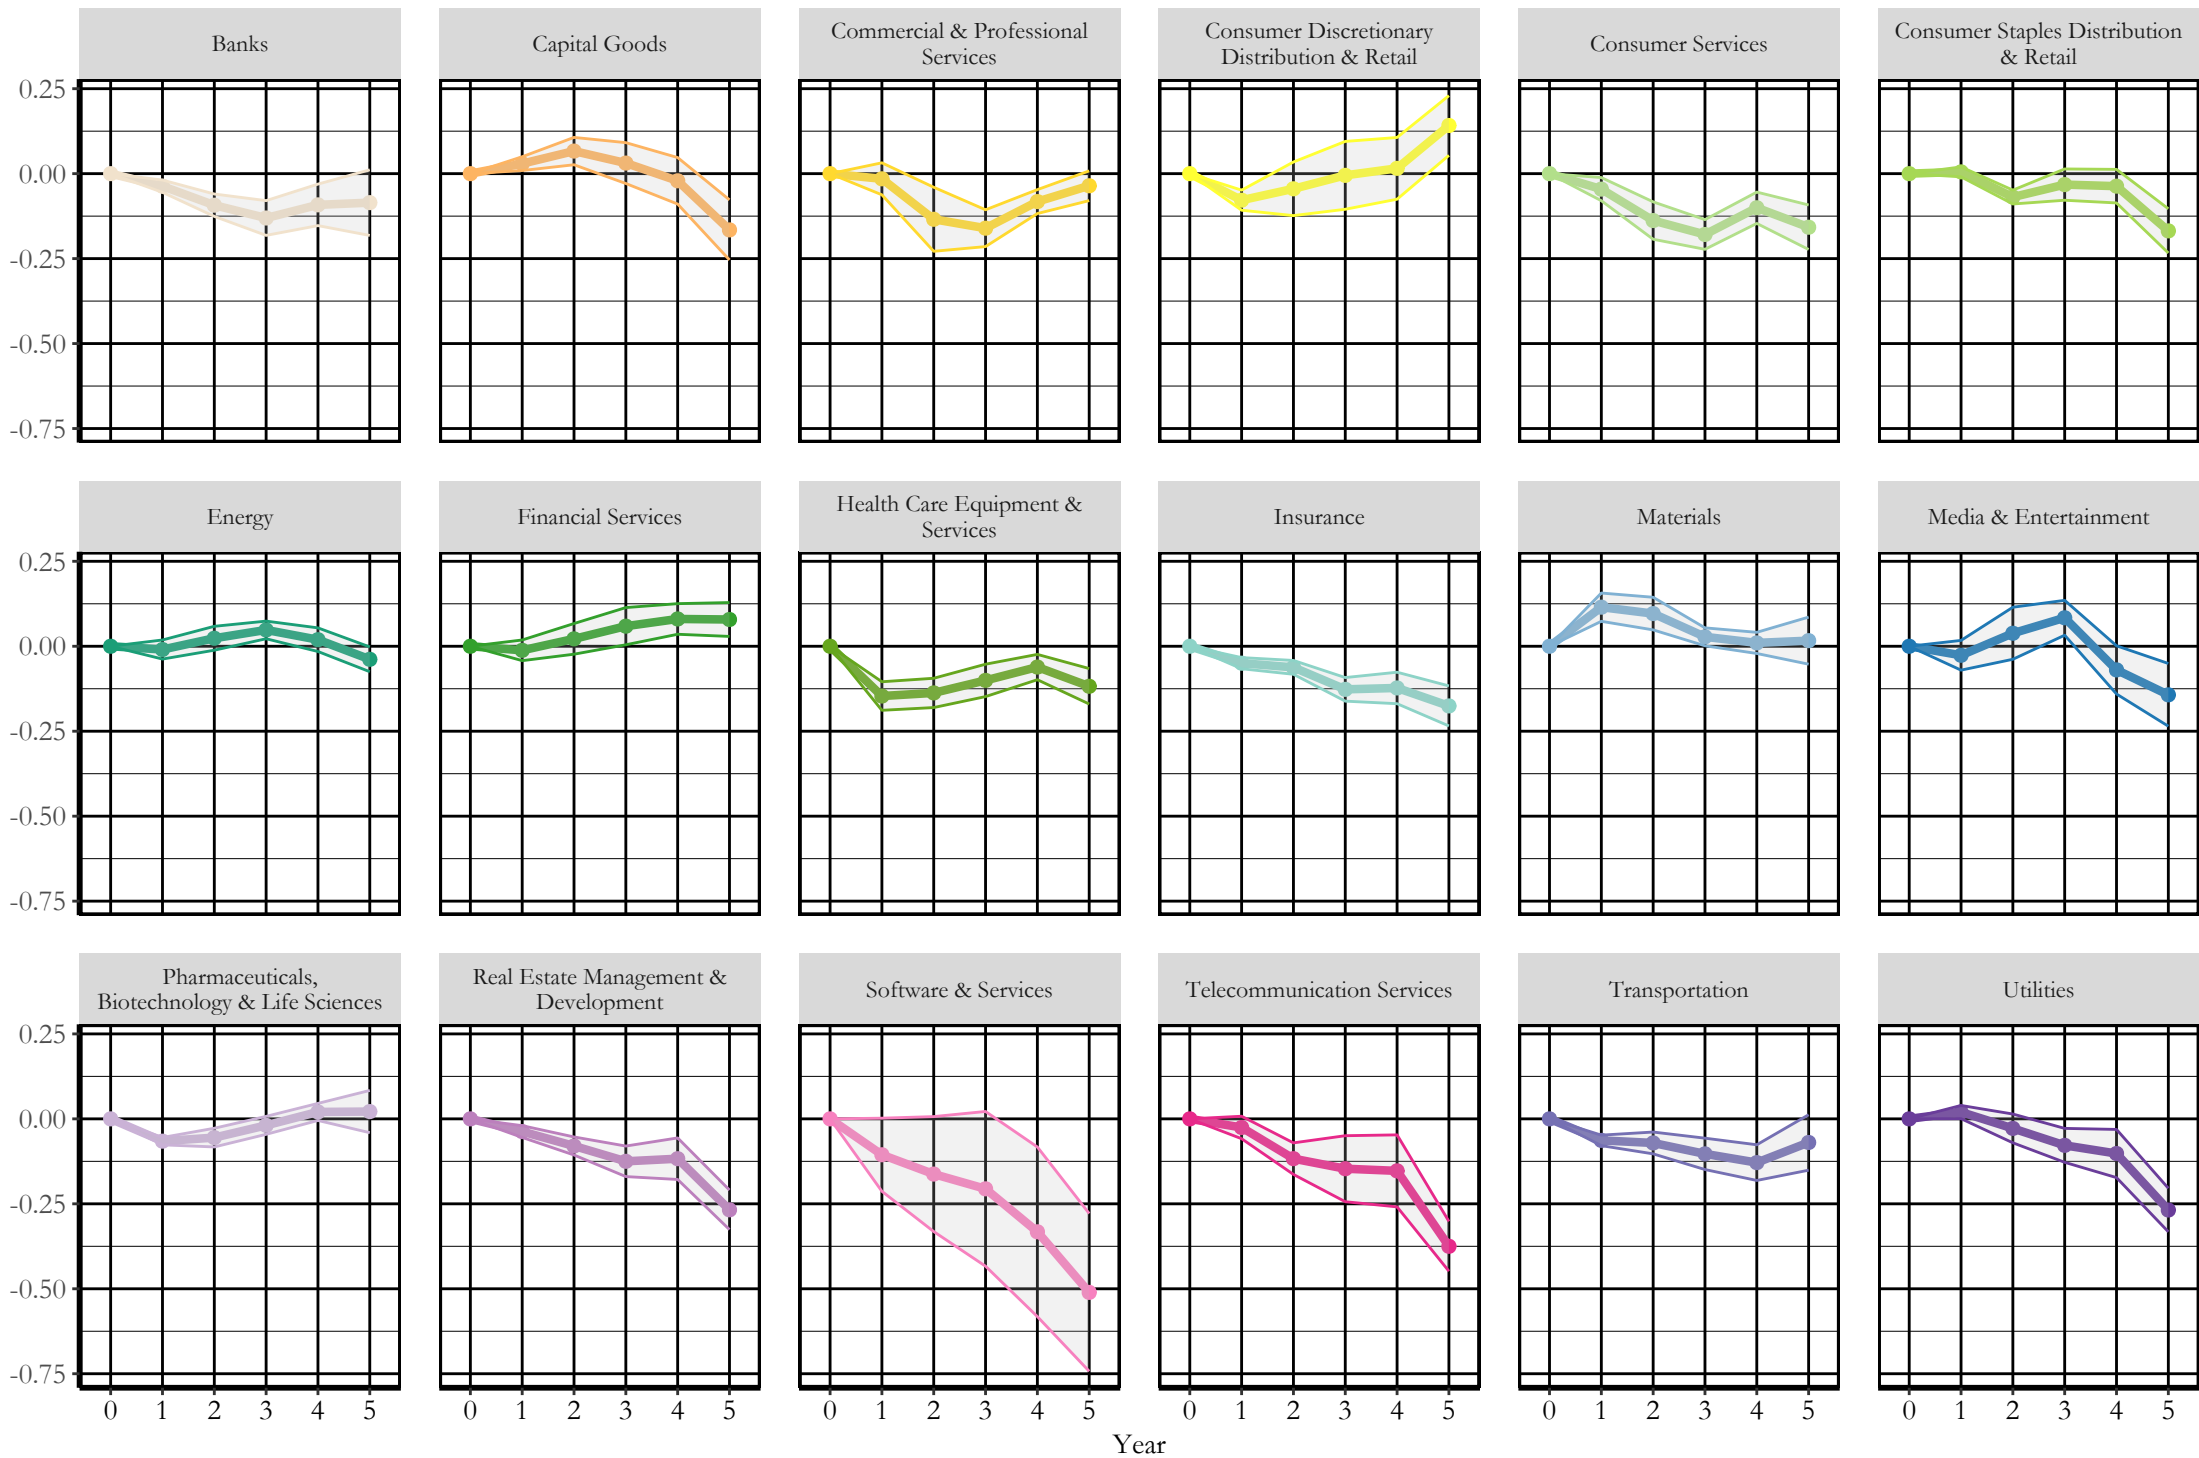 Banks
Capital Goods
Commercial & Professional
Services
Consumer Discretionary
Distribution & Retail
Consumer Services
Consumer Staples Distribution
& Retail
0.25
0.00
-0.25
-0.50
-0.75
Energy
Financial Services
Health Care Equipment &
Services
Insurance
Materials
Media & Entertainment
0.25
0.00
-0.25
-0.50
-0.75
Pharmaceuticals,
Biotechnology & Life Sciences
Real Estate Management &
Development
Software & Services
Telecommunication Services
Transportation
Utilities
0.25
0.00
-0.25
-0.50
-0.75
0 1 2 3 4 5
0 1 2 3 4 5
0 1 2 3 4 5
0 1 2 3 4 5
0 1 2 3 4 5
0 1 2 3 4 5
Year